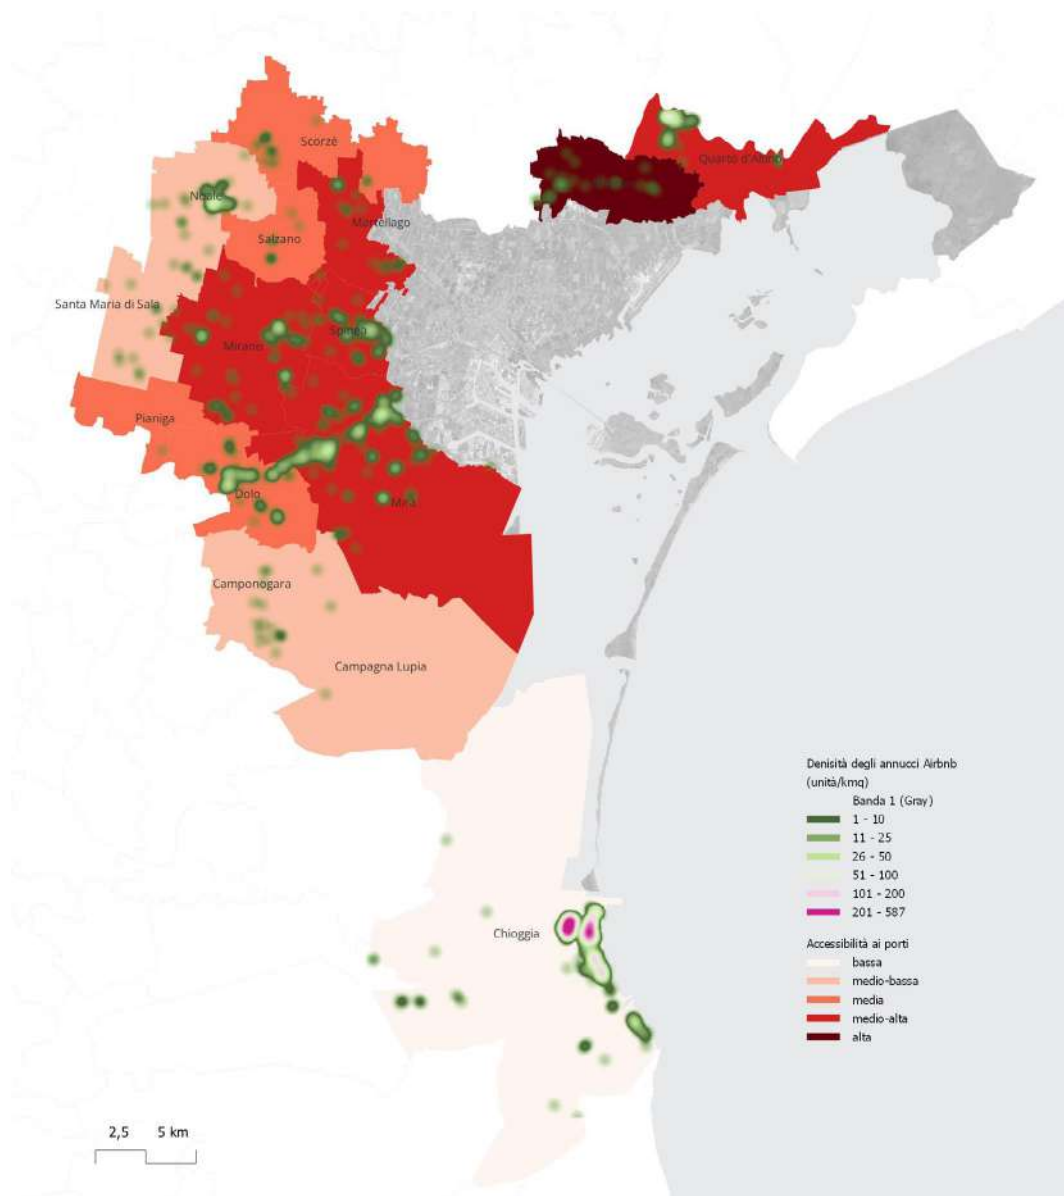 Scorzè
Quarto d'Altino
Noale
Martellago
Salzano
Santa Maria di Sala
Spinea
Mirano
Pianiga
Dolo
Mira
Camponogara
Campagna Lupia
Chioggia
Denisità degli annucci Airbnb
(unità/kmq)
Banda 1 (Gray)
1 - 10
11 - 25
26 - 50
51 - 100
101 - 200
201 - 587
Accessibilità ai porti
bassa
medio-bassa
media
medio-alta
alta
2,5 5 km